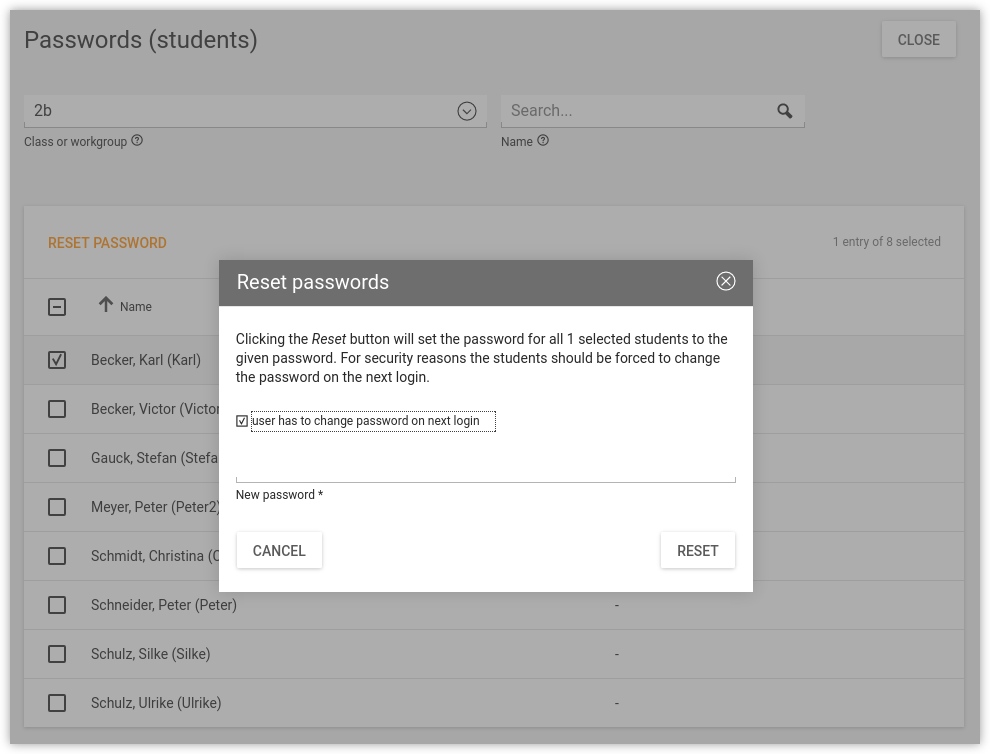 Passwords (students)
CLOSE
2b
Search...
Class or workgroup
Name
RESET PASSWORD
1 entry of 8 selected
Name
Becker, Karl (Karl)
Becker, Victor (Victor
Gauck, Stefan (Stefa
Meyer, Peter (Peter2)
Schmidt, Christina (C
Schneider, Peter (Peter)
-
Schulz, Silke (Silke)
-
Schulz, Ulrike (Ulrike)
-
Reset passwords
Clicking the Reset button will set the password for all 1 selected students to the
given password. For security reasons the students should be forced to change
the password on the next login.
user has to change password on next login
New password *
CANCEL
RESET